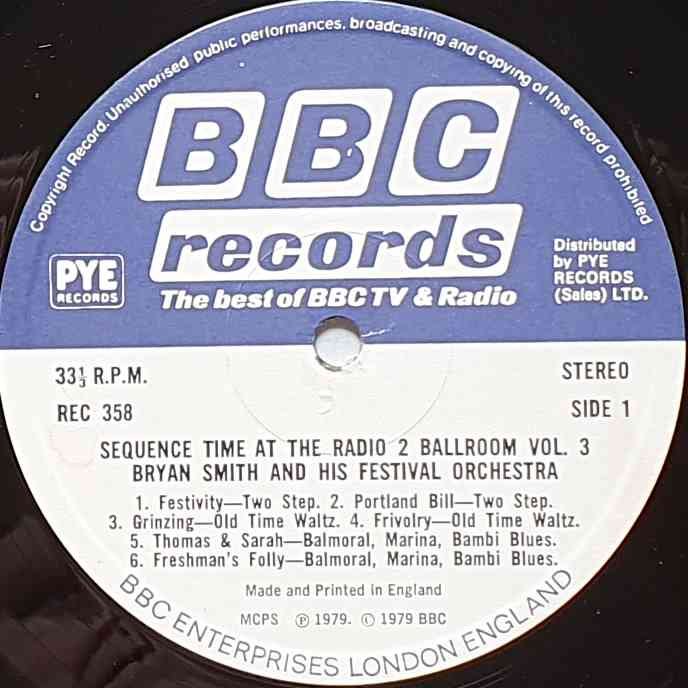 Copyright Record. Unauthorised public performances, broadcasting and copying of this record prohibited
BBC
records
The best of BBC TV & Radio
PYE
RECORDS
Distributed
by PYE
RECORDS
(Sales) LTD.
33⅓ R.P.M.
STEREO
REC 358
SIDE 1
SEQUENCE TIME AT THE RADIO 2 BALLROOM VOL. 3
BRYAN SMITH AND HIS FESTIVAL ORCHESTRA
1. Festivity—Two Step. 2. Portland Bill—Two Step.
3. Grinzing—Old Time Waltz. 4. Frivolry—Old Time Waltz.
5. Thomas & Sarah—Balmoral, Marina, Bambi Blues.
6. Freshman's Folly—Balmoral, Marina, Bambi Blues.
Made and Printed in England
MCPS ℗ 1979. © 1979 BBC
BBC ENTERPRISES LONDON ENGLAND